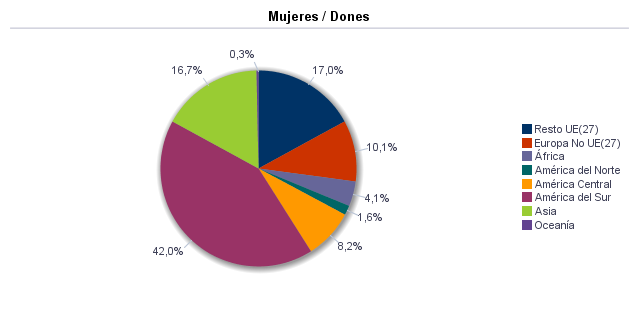 Mujeres / Dones
0,3%
17,0%
16,7%
10,1%
4,1%
1,6%
8,2%
42,0%
Resto UE(27)
Europa No UE(27)
África
América del Norte
América Central
América del Sur
Asia
Oceanía